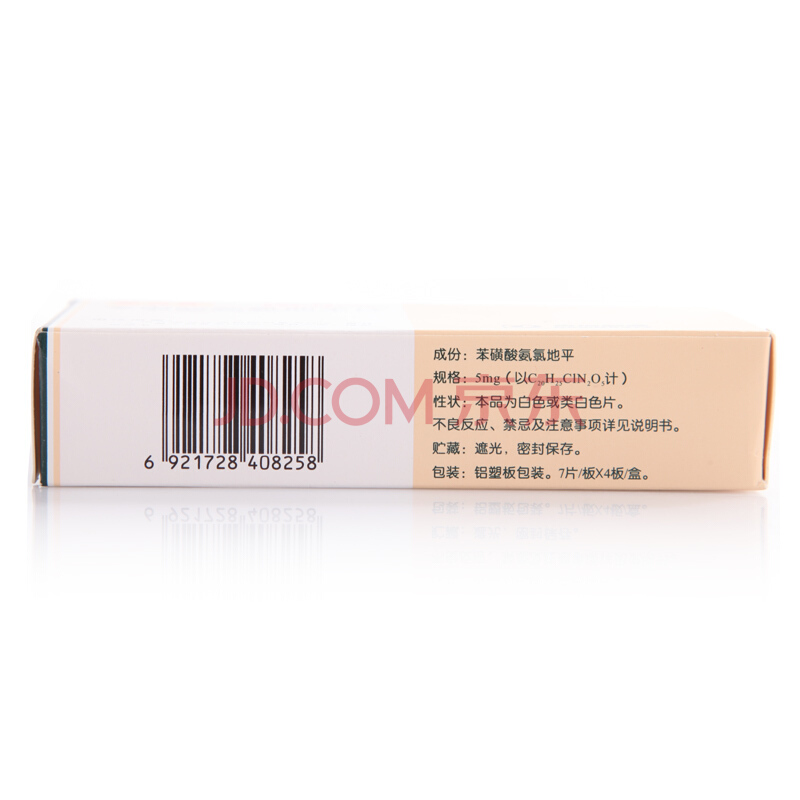 成份：苯磺酸氨氯地平
规格：5mg（以C₂₀H₂₅ClN₂O₅计）
性状：本品为白色或类白色片。
不良反应、禁忌及注意事项详见说明书。
贮藏：遮光，密封保存。
包装：铝塑板包装。7片/板X4板/盒。
6 921728 408258
JD.COM 京东